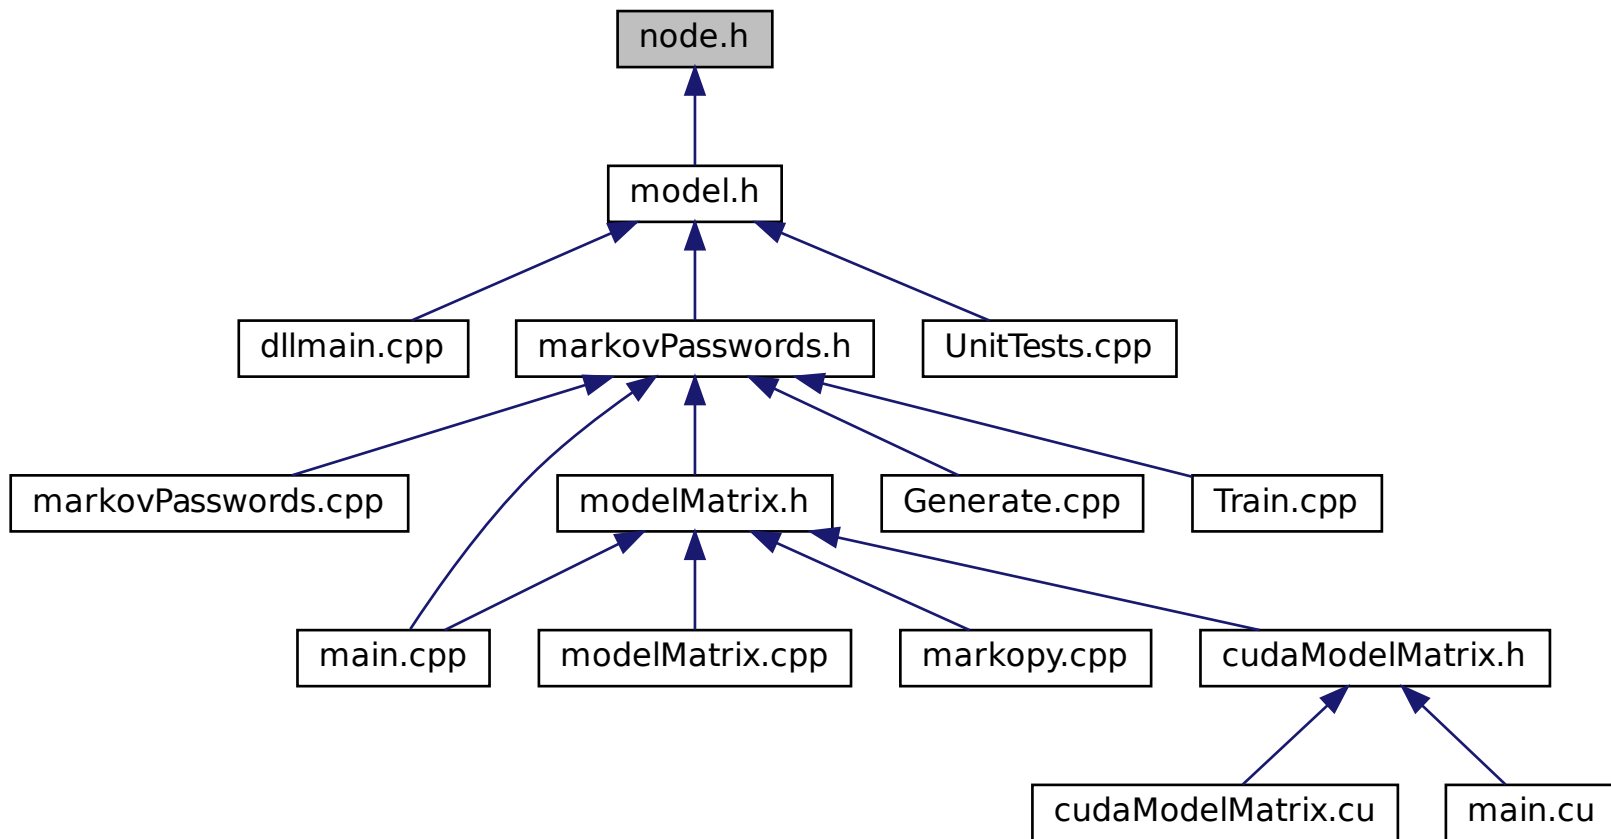 node.h
model.h
dllmain.cpp
markovPasswords.h
UnitTests.cpp
markovPasswords.cpp
modelMatrix.h
Generate.cpp
Train.cpp
main.cpp
modelMatrix.cpp
markopy.cpp
cudaModelMatrix.h
cudaModelMatrix.cu
main.cu